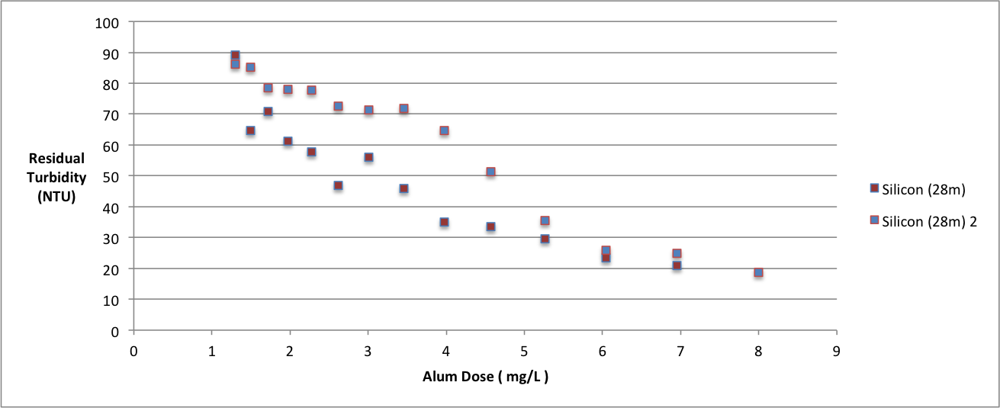 100
90
80
70
60
50
40
30
20
10
0
Residual
Turbidity
(NTU)
0 1 2 3 4 5 6 7 8 9
Alum Dose ( mg/L )
Silicon (28m)
Silicon (28m) 2